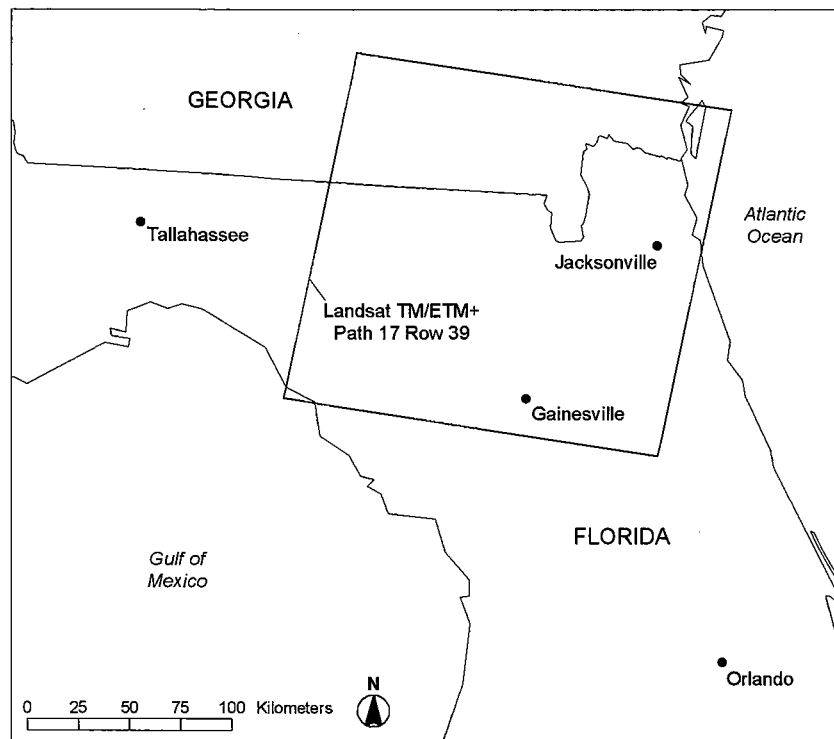 GEORGIA
Tallahassee
Atlantic
Ocean
Jacksonville
Landsat TM/ETM+
Path 17 Row 39
Gainesville
FLORIDA
Gulf of
Mexico
Orlando
N
0 25 50 75 100 Kilometers